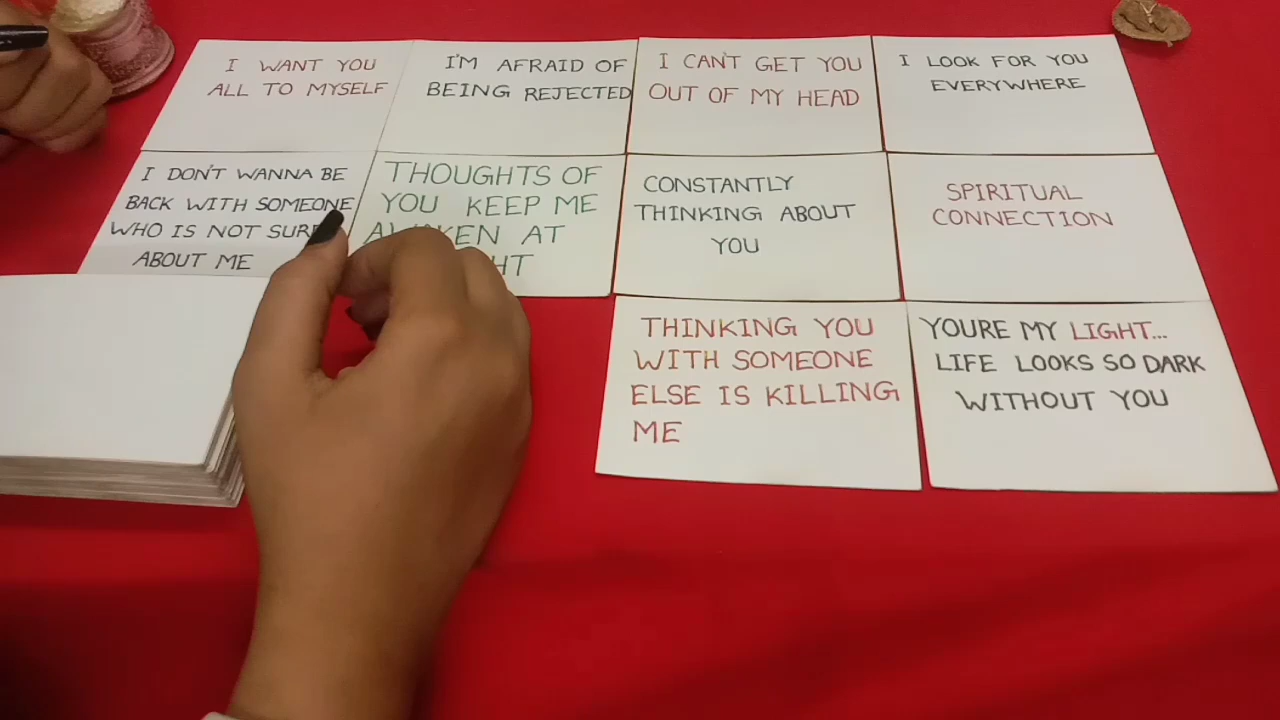 I WANT YOU
ALL TO MYSELF
I'M AFRAID OF
BEING REJECTED
I CAN'T GET YOU
OUT OF MY HEAD
I LOOK FOR YOU
EVERYWHERE
I DON'T WANNA BE
BACK WITH SOMEONE
WHO IS NOT SURE
ABOUT ME
THOUGHTS OF
YOU KEEP ME
AT
CONSTANTLY
THINKING ABOUT
YOU
SPIRITUAL
CONNECTION
THINKING YOU
WITH SOMEONE
ELSE IS KILLING
ME
YOURE MY LIGHT...
LIFE LOOKS SO DARK
WITHOUT YOU